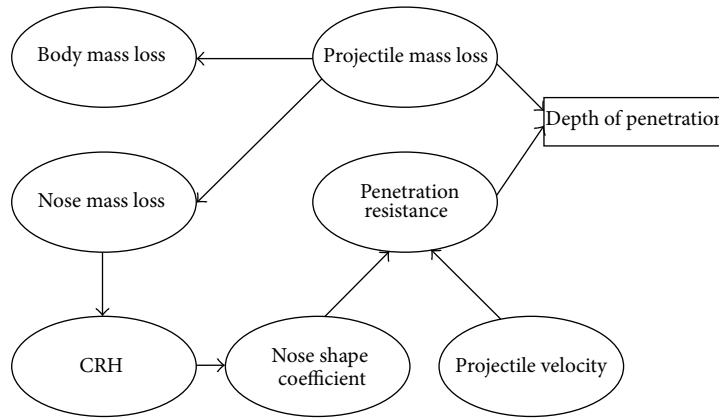 Body mass loss
Projectile mass loss
Depth of penetration
Nose mass loss
Penetration
resistance
CRH
Nose shape
coefficient
Projectile velocity